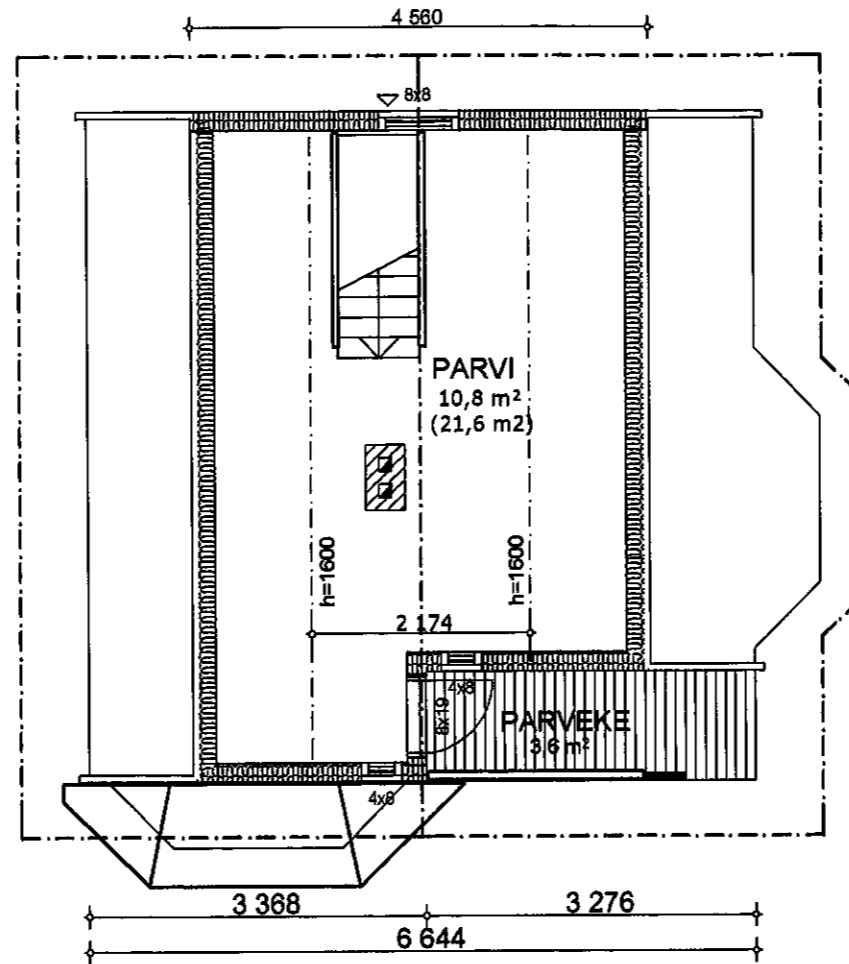 4 560
8x8
PARVI
10,8 m²
(21,6 m2)
h=1600
h=1600
2 174
4x8
8x19
PARVEKE
3,6 m²
4x8
3 368
3 276
6 644